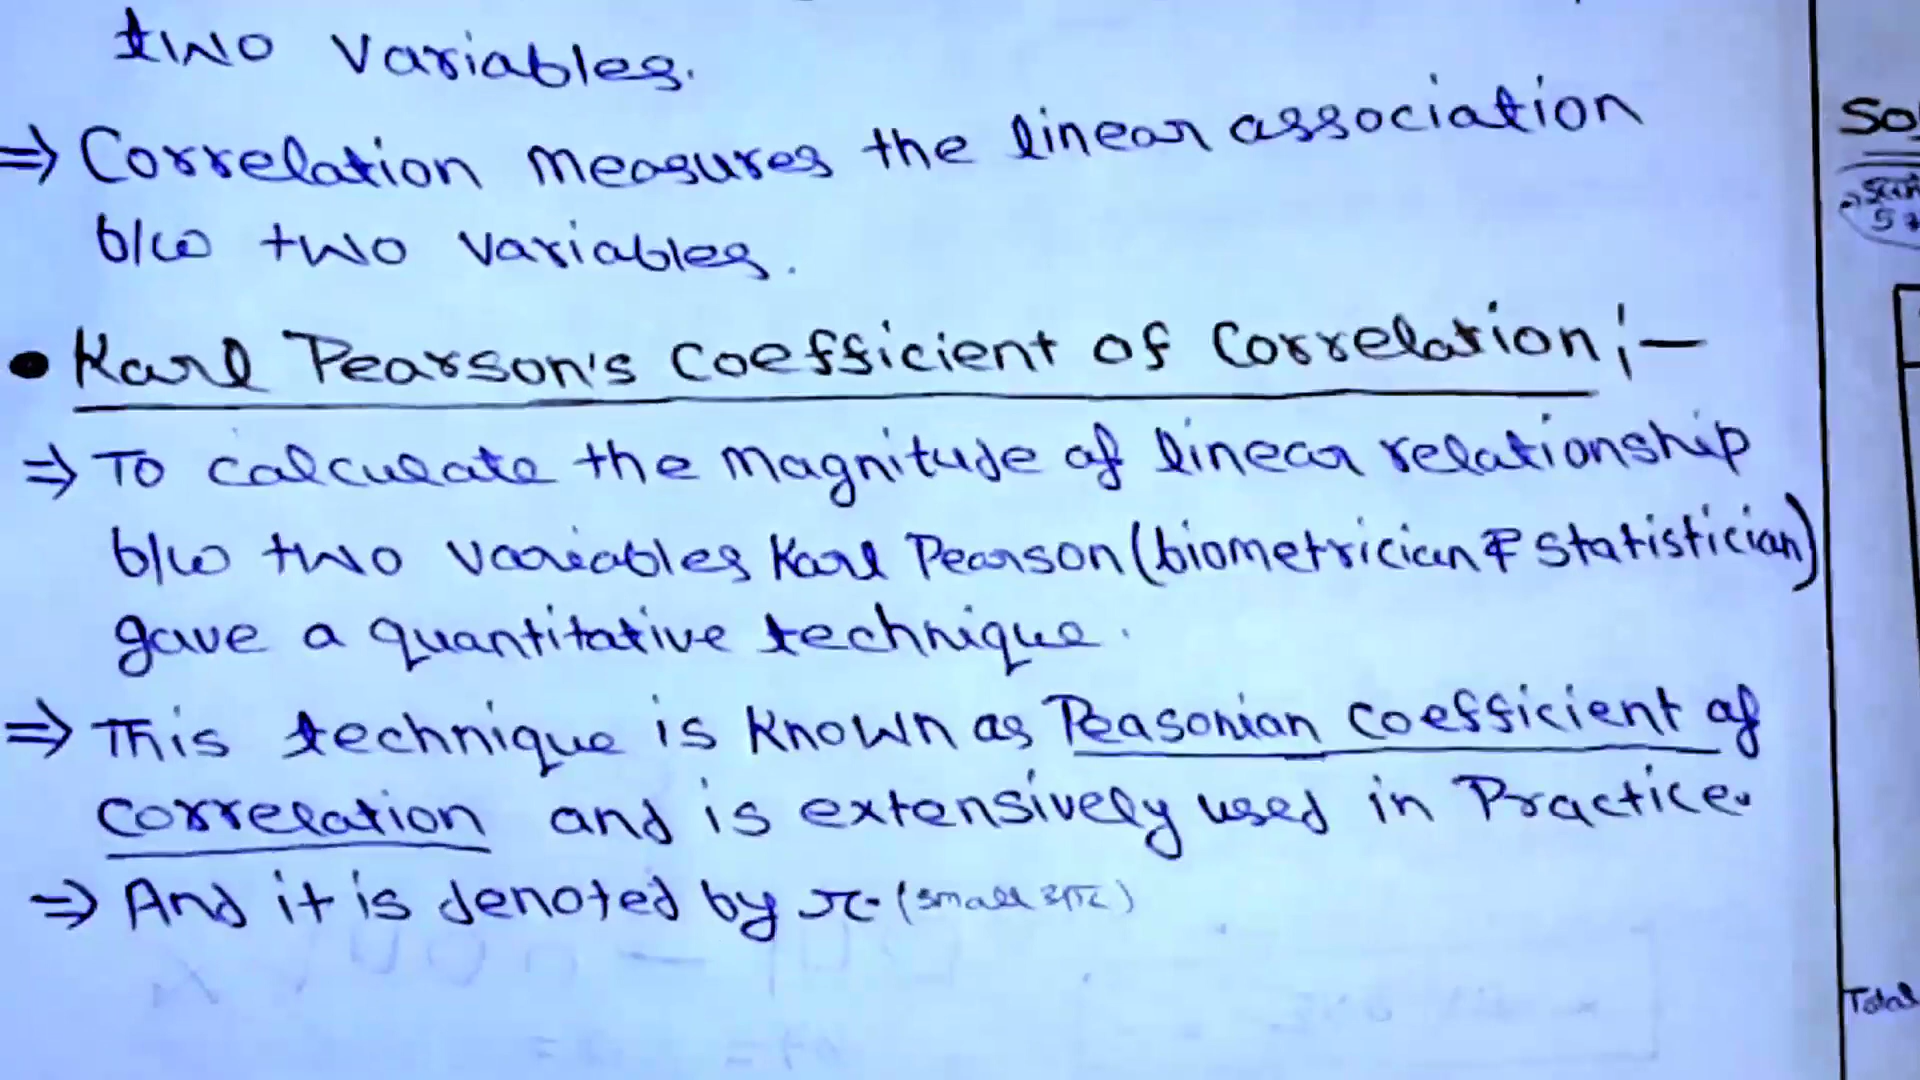 two variables.
⇒ Correlation measures the linear association
b/w two variables.
• Karl Pearson's Coefficient of Correlation ;-
⇒ To calculate the magnitude of linear relationship
b/w two variables Karl Pearson (biometrician & statistician)
gave a quantitative technique.
⇒ This technique is known as Peasonian coefficient of
correlation and is extensively used in Practice.
⇒ And it is denoted by r. (small
Total